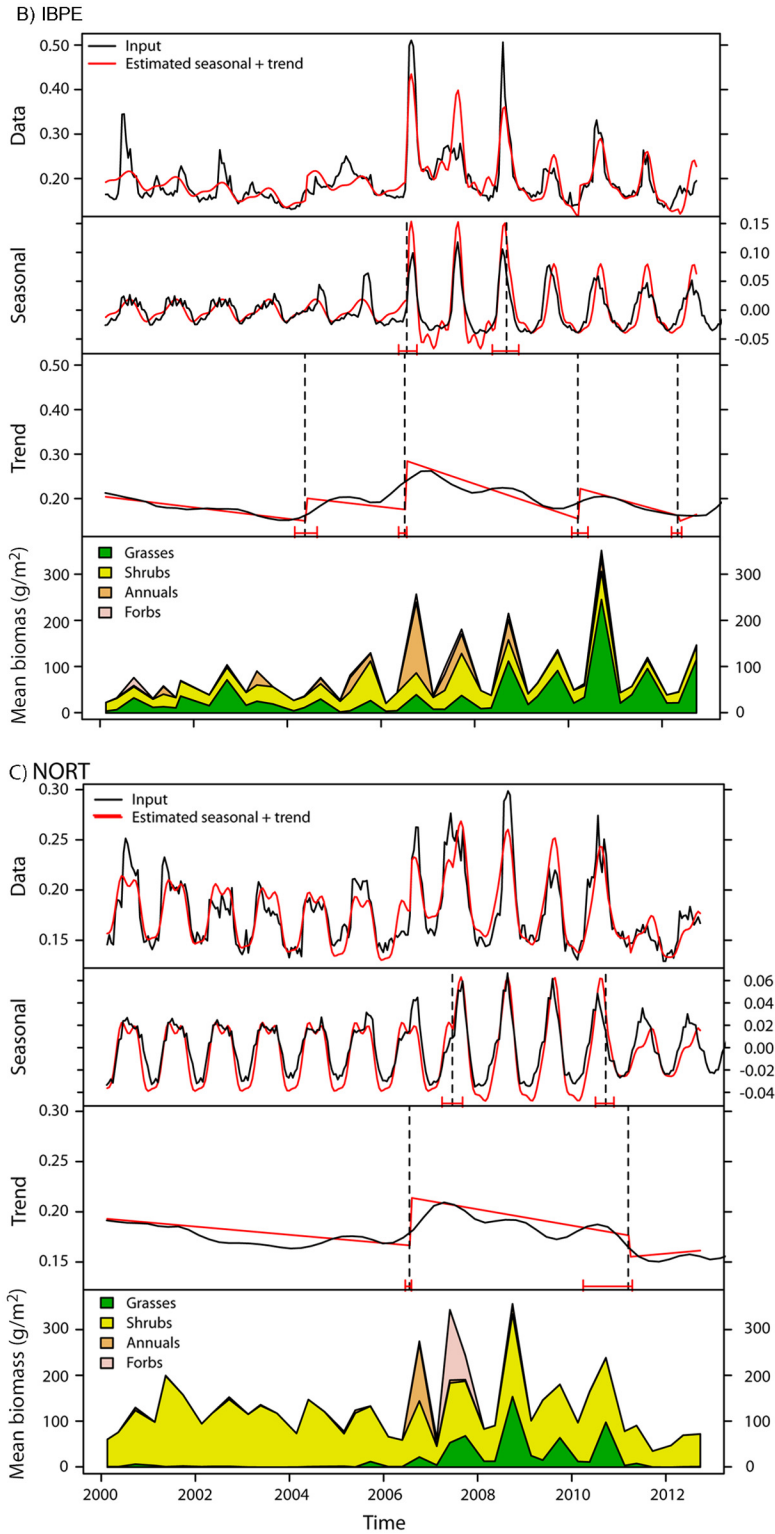 B) IBPE
Input
Estimated seasonal + trend
Data
0.50
0.40
0.30
0.20
Seasonal
0.15
0.10
0.05
0.00
-0.05
Trend
0.50
0.40
0.30
0.20
Mean biomas (g/m²)
Grasses
Shrubs
Annuals
Forbs
300
200
100
0
300
200
100
0
C) NORT
Input
Estimated seasonal + trend
Data
0.30
0.25
0.20
0.15
Seasonal
0.06
0.04
0.02
0.00
-0.02
-0.04
Trend
0.30
0.20
0.15
Mean biomass (g/m²)
Grasses
Shrubs
Annuals
Forbs
300
200
100
0
300
200
100
0
2000 2002 2004 2006 2008 2010 2012
Time